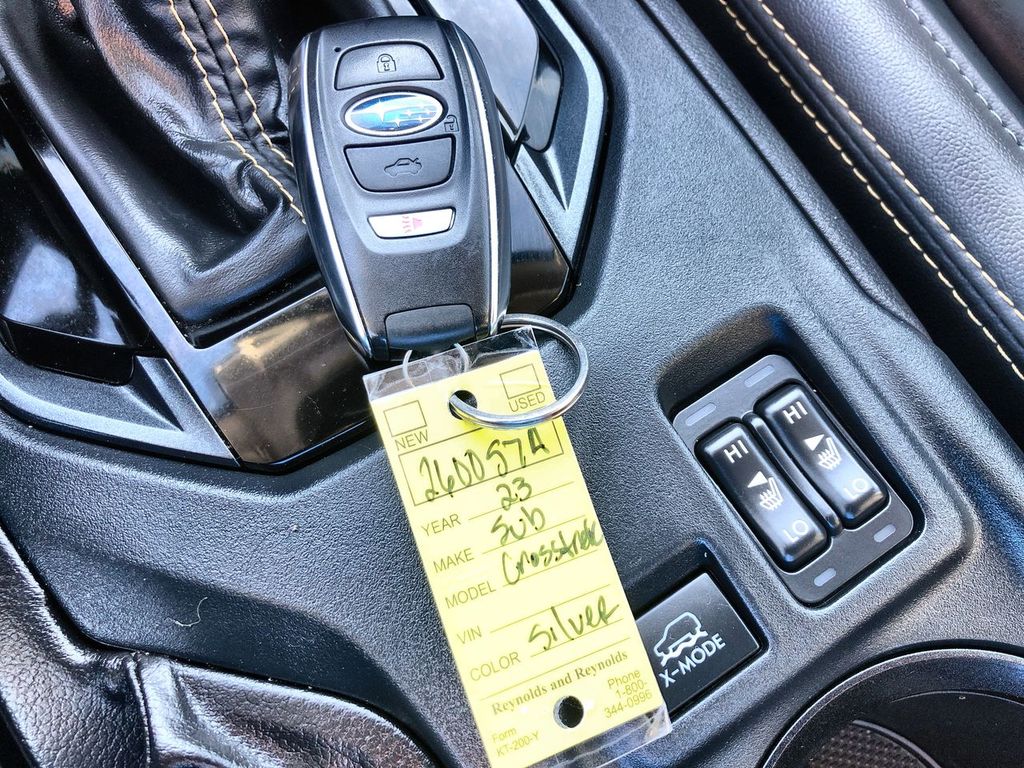 NEW
USED
260057A
YEAR 23
MAKE Sub
MODEL Crosstrek
VIN
COLOR Silver
Reynolds and Reynolds
Form
KT-200-Y
Phone
1-800-
344-0996
HI
LO
HI
LO
X-MODE